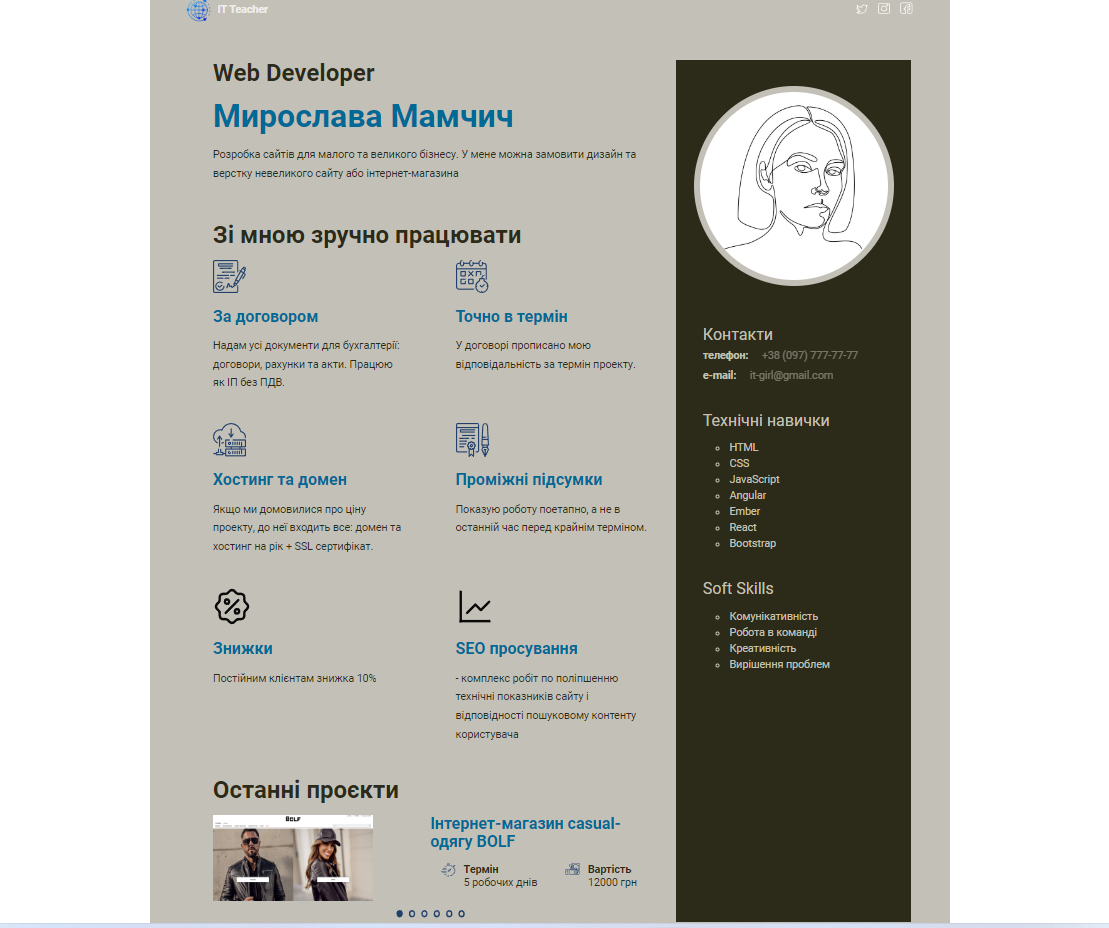 IT Teacher
Web Developer
Мирослава Мамчич
Розробка сайтів для малого та великого бізнесу. У мене можна замовити дизайн та
верстку невеликого сайту або інтернет-магазина
Зі мною зручно працювати
За договором
Надам усі документи для бухгалтерії:
договори, рахунки та акти. Працюю
як ІП без ПДВ.
Точно в термін
У договорі прописано мою
відповідальність за термін проекту.
Хостинг та домен
Якщо ми домовилися про ціну
проекту, до неї входить все: домен та
хостинг на рік + SSL сертифікат.
Проміжні підсумки
Показую роботу поетапно, а не в
останній час перед крайнім терміном.
Знижки
Постійним клієнтам знижка 10%
SEO просування
- комплекс робіт по поліпшенню
технічні показників сайту і
відповідності пошуковому контенту
користувача
Останні проєкти
BOLF
Інтернет-магазин casual-
одягу BOLF
Термін
5 робочих днів
Вартість
12000 грн
Контакти
телефон: +38 (097) 777-77-77
e-mail: it-girl@gmail.com
Технічні навички
HTML
CSS
JavaScript
Angular
Ember
React
Bootstrap
Soft Skills
Комунікативність
Робота в команді
Креативність
Вирішення проблем